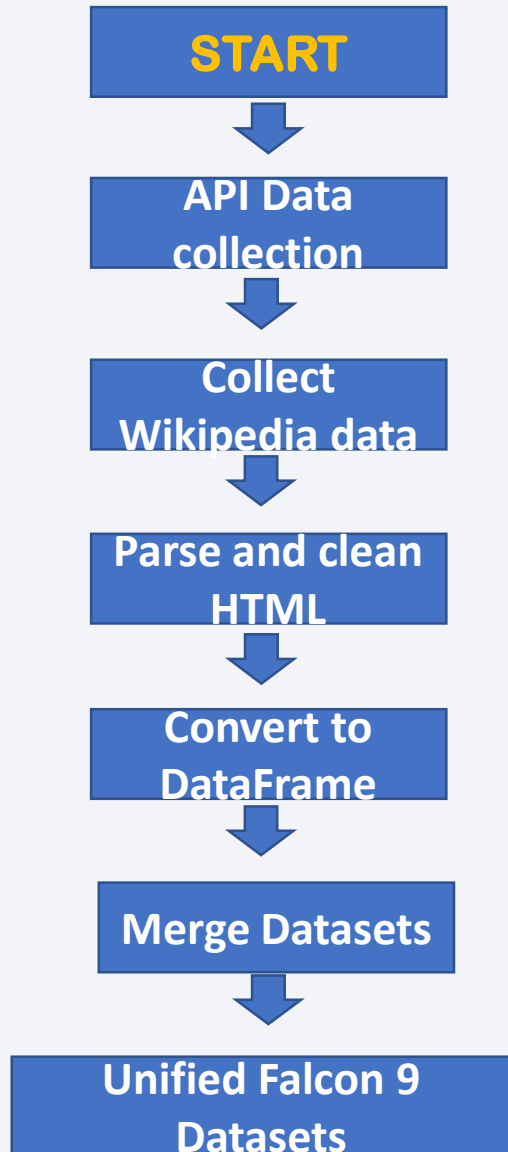 START
API Data
collection
Collect
Wikipedia data
Parse and clean
HTML
Convert to
DataFrame
Merge Datasets
Unified Falcon 9
Datasets